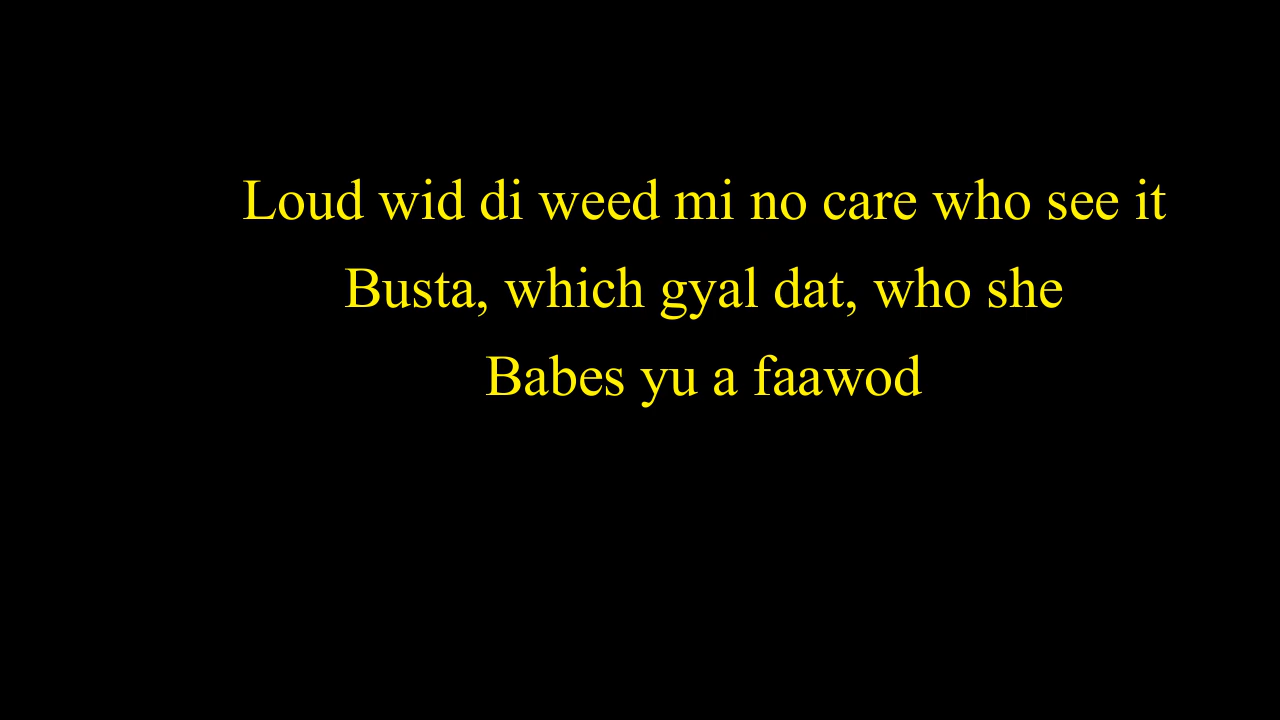 Loud wid di weed mi no care who see it
Busta, which gyal dat, who she
Babes yu a faawod